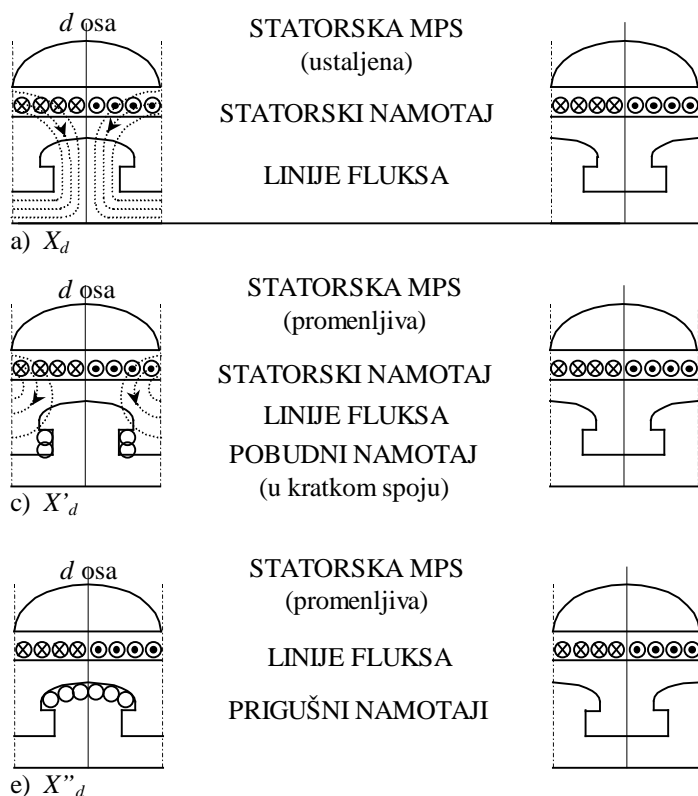 d osa
STATORSKA MPS
(ustaljena)
STATORSKI NAMOTAJ
LINIJE FLUKSA
a) X_d
d osa
STATORSKA MPS
(promenljiva)
STATORSKI NAMOTAJ
LINIJE FLUKSA
POBUDNI NAMOTAJ
(u kratkom spoju)
c) X'_d
d osa
STATORSKA MPS
(promenljiva)
LINIJE FLUKSA
PRIGUŠNI NAMOTAJI
e) X"_d